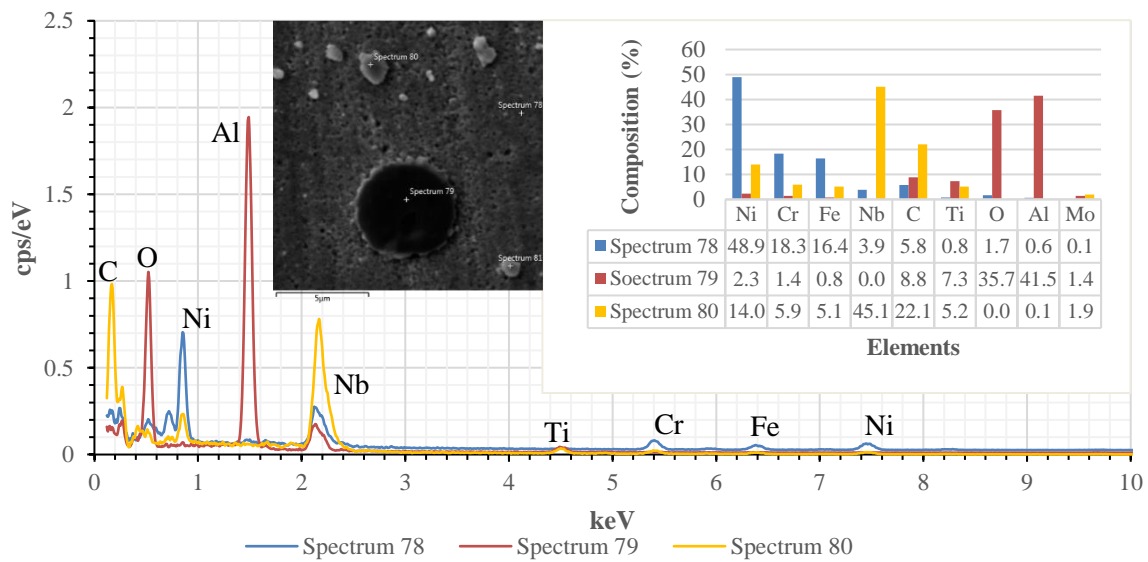 2.5
2
1.5
1
0.5
0
cps/eV
0 1 2 3 4 5 6 7 8 9 10
keV
C
O
Ni
Al
Nb
Ti
Cr
Fe
Ni
Spectrum 80
Spectrum 78
Spectrum 79
Spectrum 81
5μm
60
50
40
30
20
10
0
Composition (%)
Ni Cr Fe Nb C Ti O Al Mo
Spectrum 78 48.9 18.3 16.4 3.9 5.8 0.8 1.7 0.6 0.1
Soectrum 79 2.3 1.4 0.8 0.0 8.8 7.3 35.7 41.5 1.4
Spectrum 80 14.0 5.9 5.1 45.1 22.1 5.2 0.0 0.1 1.9
Elements
Spectrum 78 Spectrum 79 Spectrum 80